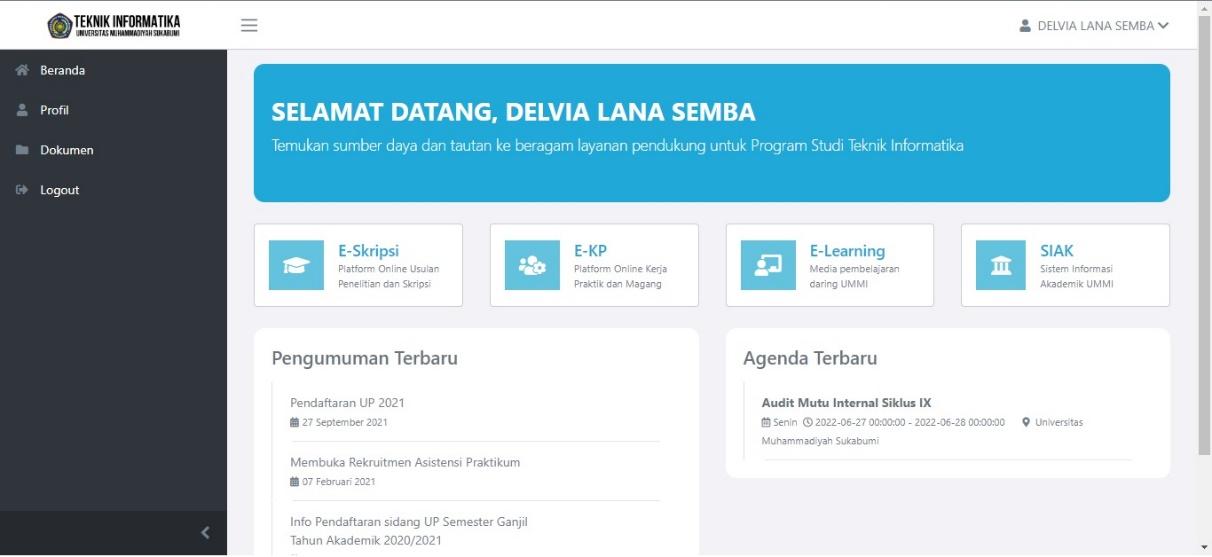 TEKNIK INFORMATIKA
UNIVERSITAS MUHAMMADIYAH SUKABUMI
DELVIA LANA SEMBA
Beranda
Profil
Dokumen
Logout
SELAMAT DATANG, DELVIA LANA SEMBA
Temukan sumber daya dan tautan ke beragam layanan pendukung untuk Program Studi Teknik Informatika
E-Skripsi
Platform Online Usulan
Penelitian dan Skripsi
E-KP
Platform Online Kerja
Praktik dan Magang
E-Learning
Media pembelajaran
daring UMMI
SIAK
Sistem Informasi
Akademik UMMI
Pengumuman Terbaru
Pendaftaran UP 2021
27 September 2021
Membuka Rekruitmen Asistensi Praktikum
07 Februari 2021
Info Pendaftaran sidang UP Semester Ganjil
Tahun Akademik 2020/2021
Agenda Terbaru
Audit Mutu Internal Siklus IX
Senin 2022-06-27 00:00:00 - 2022-06-28 00:00:00 Universitas
Muhammadiyah Sukabumi